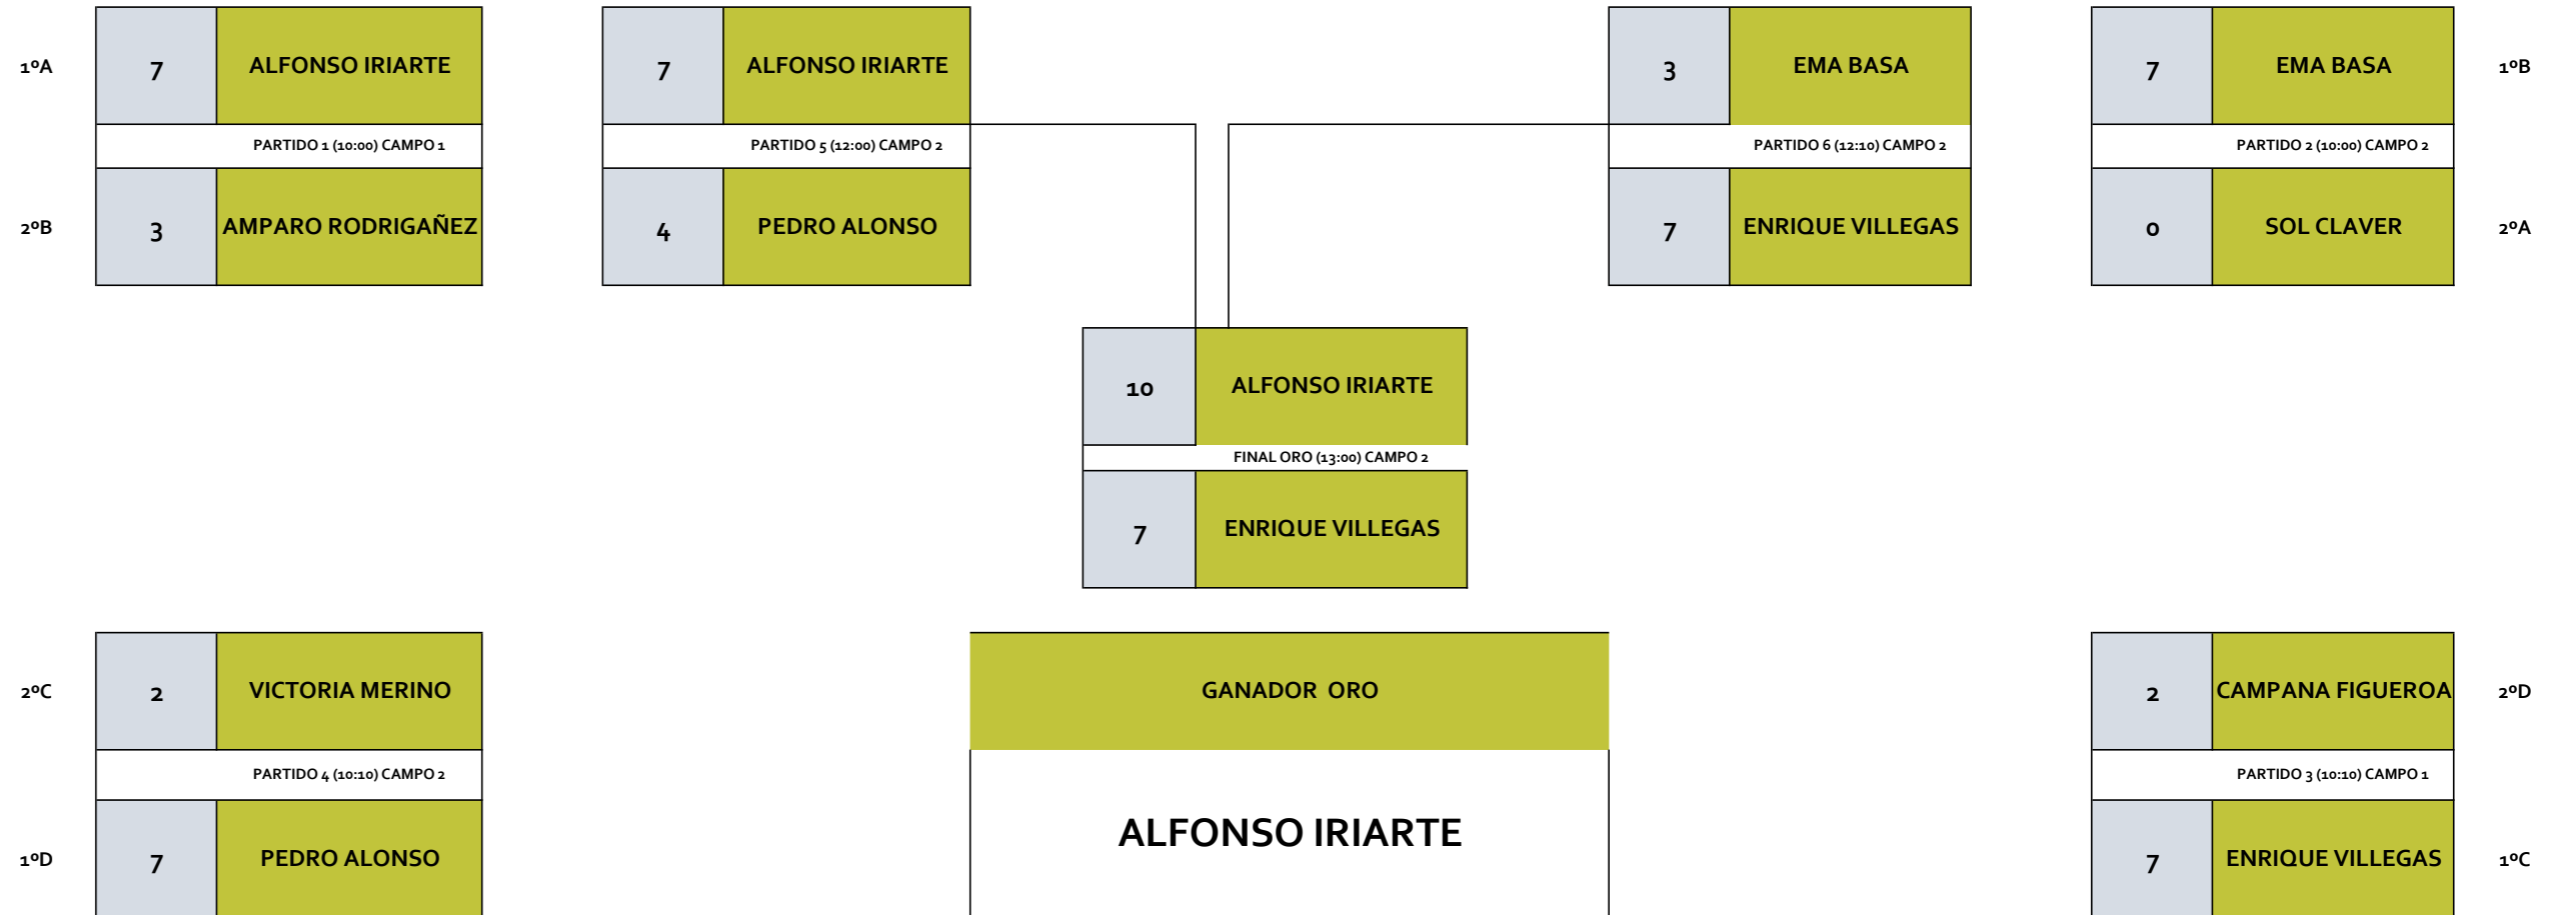 1ºA 7 ALFONSO IRIARTE 7 ALFONSO IRIARTE 3 EMA BASA 7 EMA BASA 1ºB
PARTIDO 1 (10:00) CAMPO 1 PARTIDO 5 (12:00) CAMPO 2 PARTIDO 6 (12:10) CAMPO 2 PARTIDO 2 (10:00) CAMPO 2
2ºB 3 AMPARO RODRIGAÑEZ 4 PEDRO ALONSO 7 ENRIQUE VILLEGAS 0 SOL CLAVER 2ºA
10 ALFONSO IRIARTE
FINAL ORO (13:00) CAMPO 2
7 ENRIQUE VILLEGAS
2ºC 2 VICTORIA MERINO GANADOR ORO 2 CAMPANA FIGUEROA 2ºD
PARTIDO 4 (10:10) CAMPO 2 PARTIDO 3 (10:10) CAMPO 1
1ºD 7 PEDRO ALONSO ALFONSO IRIARTE 7 ENRIQUE VILLEGAS 1ºC